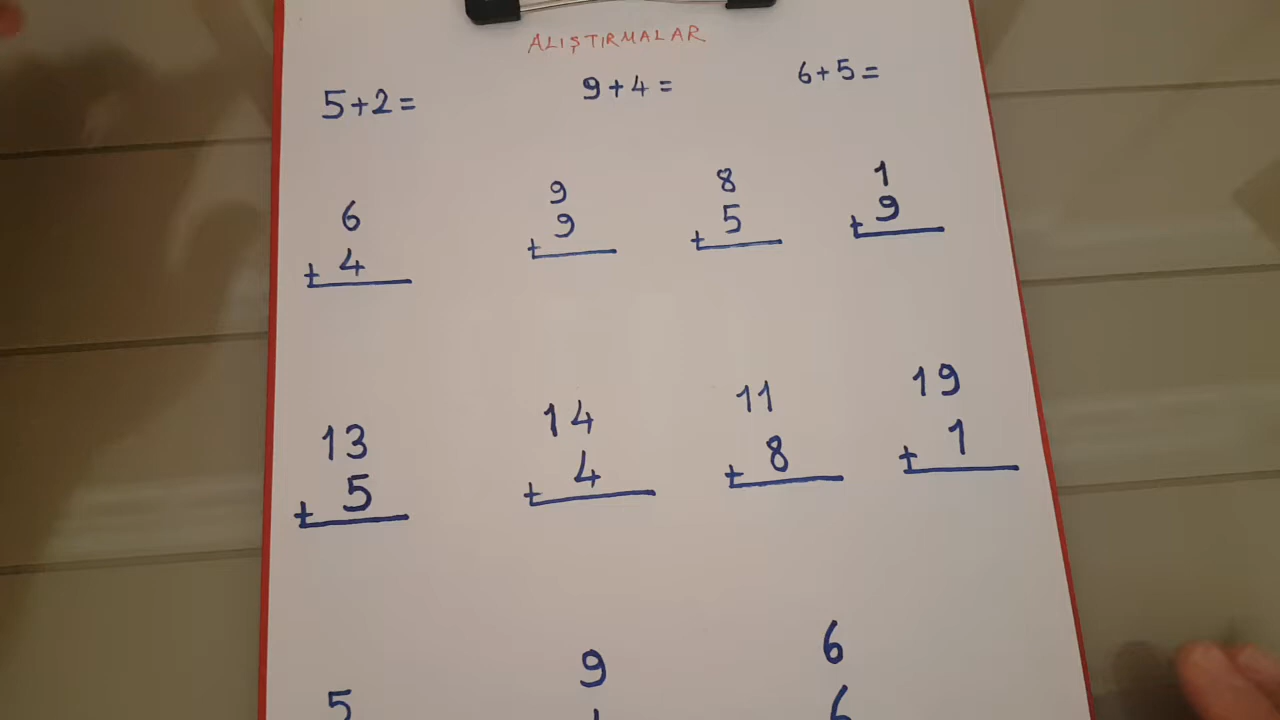 ALIŞTIRMALAR
5+2= 9+4= 6+5=
6 9 8 1
+ 4 + 9 + 5 + 9
13 14 11 19
+ 5 + 4 + 8 + 1
5 9 6
6